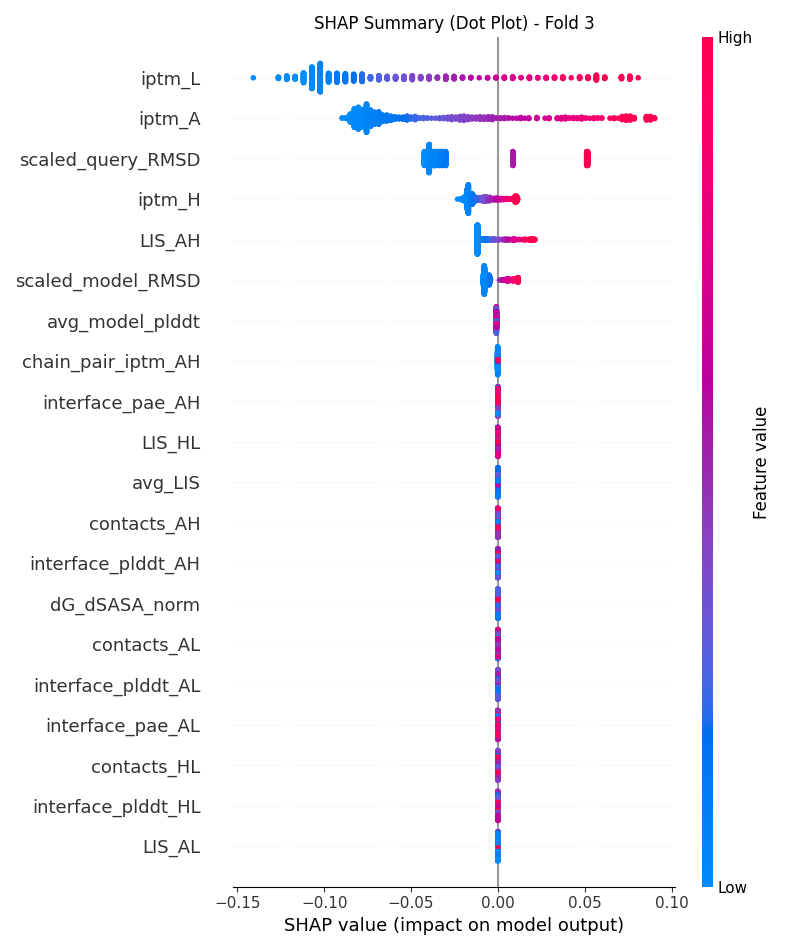 SHAP Summary (Dot Plot) - Fold 3
High
iptm_L
iptm_A
scaled_query_RMSD
iptm_H
LIS_AH
scaled_model_RMSD
avg_model_plddt
chain_pair_iptm_AH
interface_pae_AH
LIS_HL
avg_LIS
contacts_AH
interface_plddt_AH
dG_dSASA_norm
contacts_AL
interface_plddt_AL
interface_pae_AL
contacts_HL
interface_plddt_HL
LIS_AL
Feature value
Low
−0.15 −0.10 −0.05 0.00 0.05 0.10
SHAP value (impact on model output)